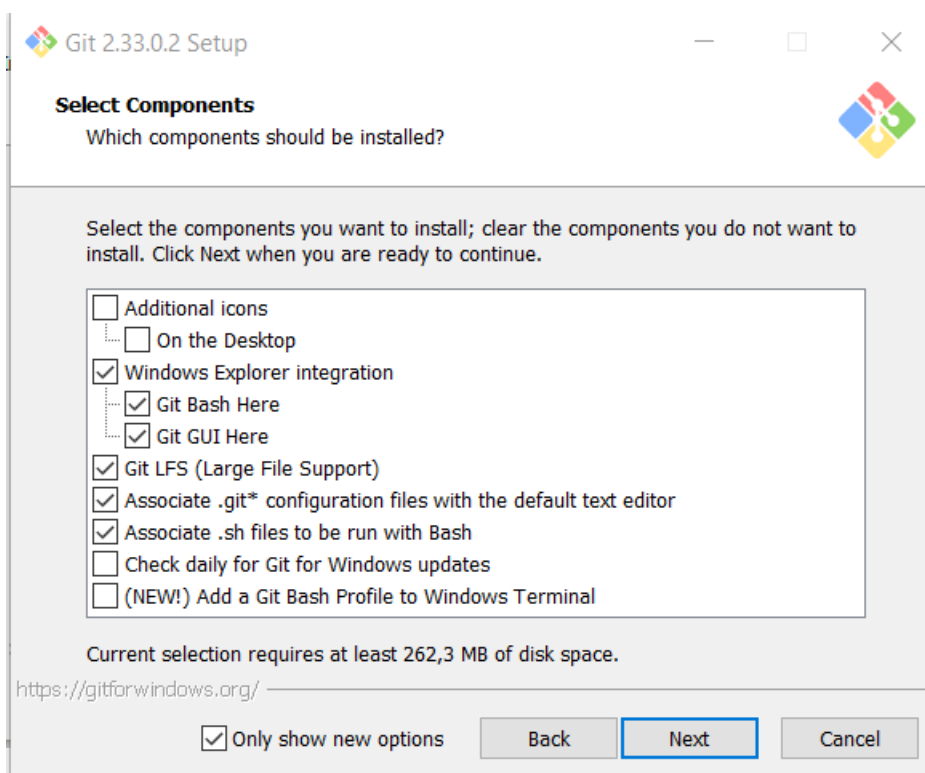 Git 2.33.0.2 Setup
Select Components
Which components should be installed?
Select the components you want to install; clear the components you do not want to
install. Click Next when you are ready to continue.
Additional icons
On the Desktop
Windows Explorer integration
Git Bash Here
Git GUI Here
Git LFS (Large File Support)
Associate .git* configuration files with the default text editor
Associate .sh files to be run with Bash
Check daily for Git for Windows updates
(NEW!) Add a Git Bash Profile to Windows Terminal
Current selection requires at least 262,3 MB of disk space.
https://gitforwindows.org/
Only show new options Back Next Cancel